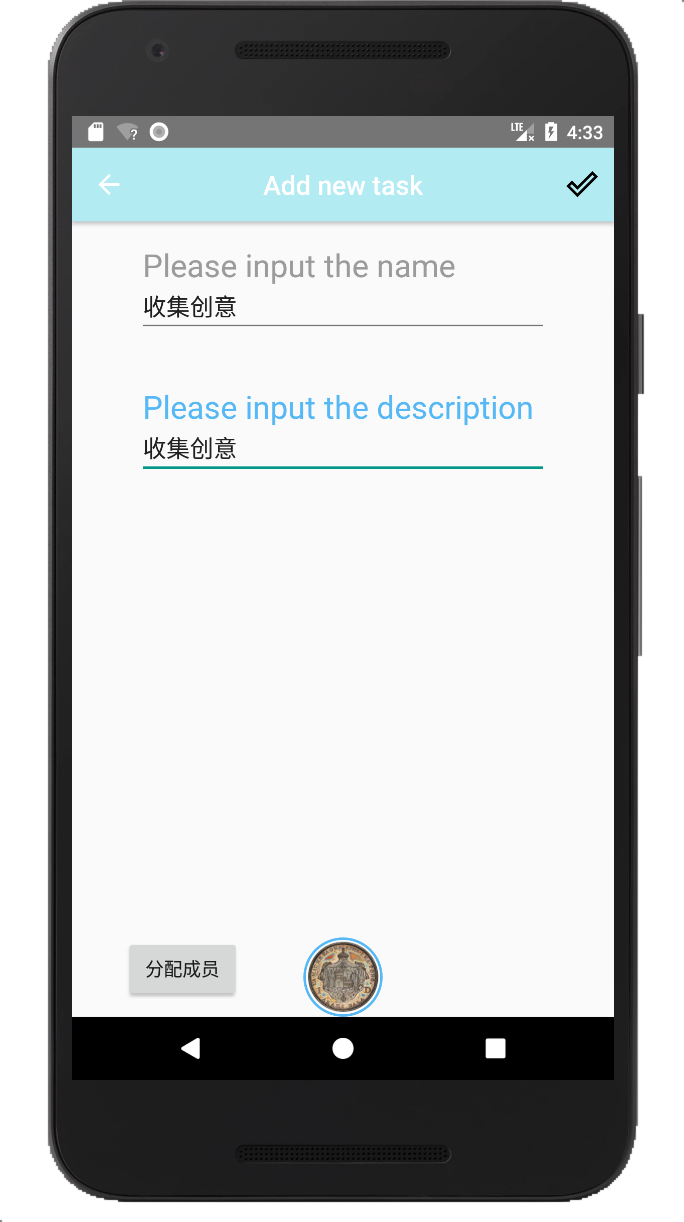 LTE 4:33
Add new task
Please input the name
收集创意
Please input the description
收集创意
分配成员